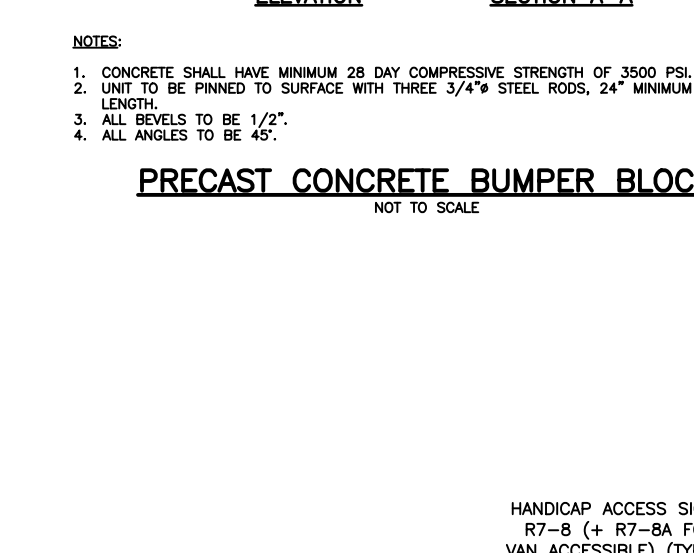 ELEVATION SECTION A-A
NOTES:
1. CONCRETE SHALL HAVE MINIMUM 28 DAY COMPRESSIVE STRENGTH OF 3500 PSI.
2. UNIT TO BE PINNED TO SURFACE WITH THREE 3/4"ø STEEL RODS, 24" MINIMUM
LENGTH.
3. ALL BEVELS TO BE 1/2".
4. ALL ANGLES TO BE 45°.
PRECAST CONCRETE BUMPER BLOC
NOT TO SCALE
HANDICAP ACCESS SI
R7-8 (+ R7-8A F
VAN ACCESSIBLE) (TY